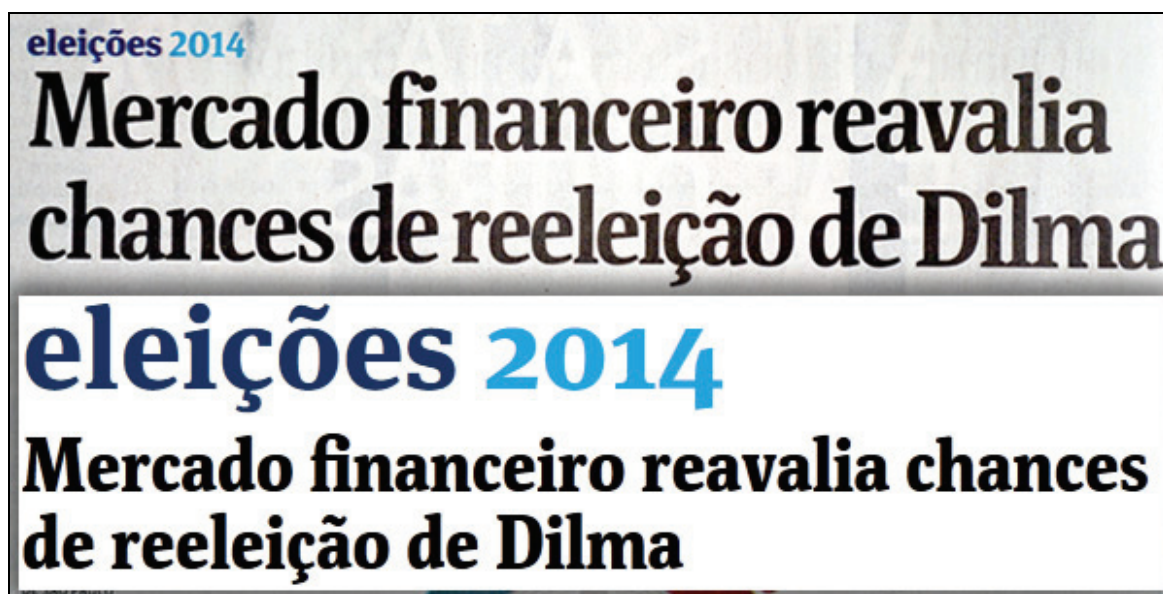 eleições 2014
Mercado financeiro reavalia
chances de reeleição de Dilma
eleições 2014
Mercado financeiro reavalia chances
de reeleição de Dilma